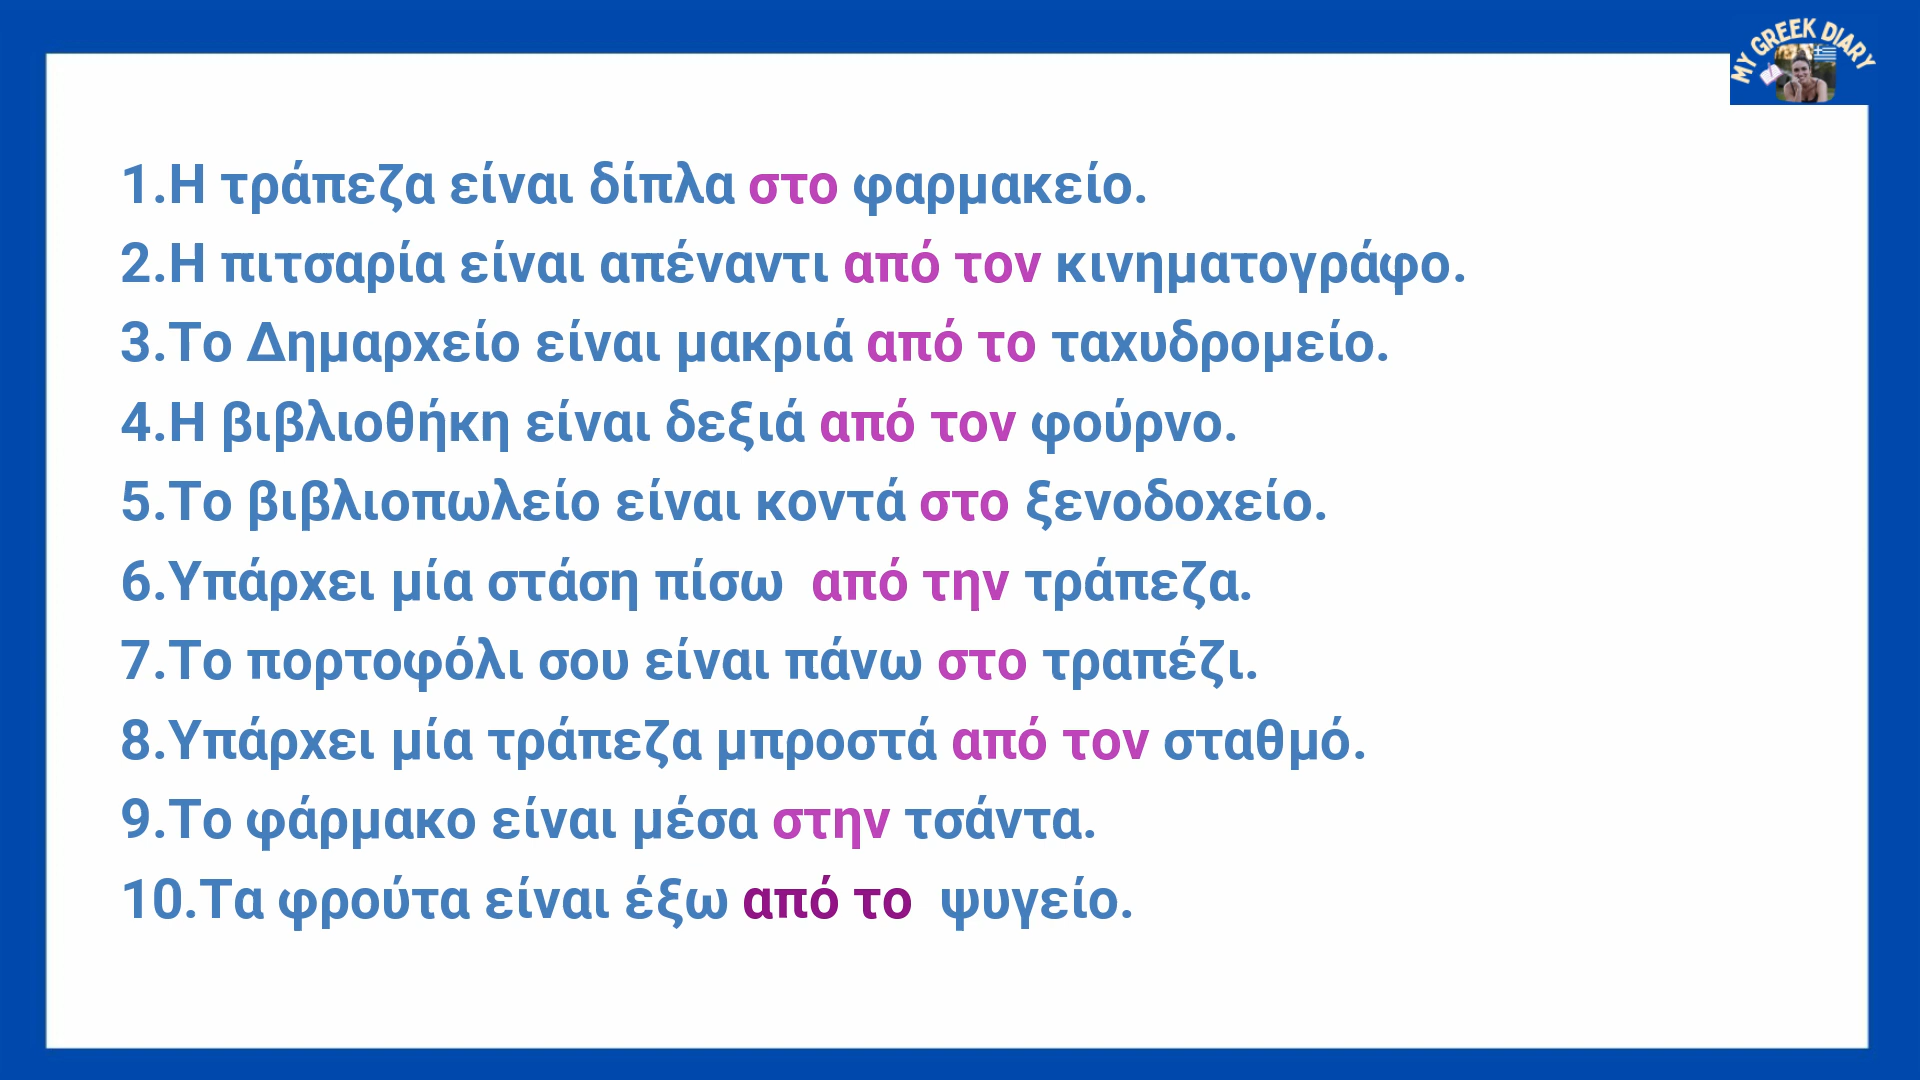 MY GREEK DIARY
1.Η τράπεζα είναι δίπλα στο φαρμακείο.
2.Η πιτσαρία είναι απέναντι από τον κινηματογράφο.
3.Το Δημαρχείο είναι μακριά από το ταχυδρομείο.
4.Η βιβλιοθήκη είναι δεξιά από τον φούρνο.
5.Το βιβλιοπωλείο είναι κοντά στο ξενοδοχείο.
6.Υπάρχει μία στάση πίσω  από την τράπεζα.
7.Το πορτοφόλι σου είναι πάνω στο τραπέζι.
8.Υπάρχει μία τράπεζα μπροστά από τον σταθμό.
9.Το φάρμακο είναι μέσα στην τσάντα.
10.Τα φρούτα είναι έξω από το  ψυγείο.